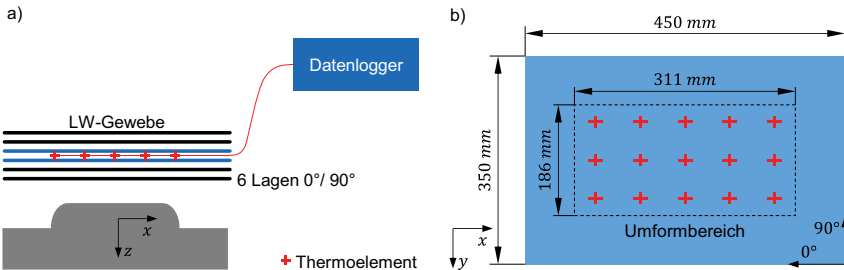 a)
Datenlogger
LW-Gewebe
6 Lagen 0°/ 90°
x
z
Thermoelement
b)
450 mm
311 mm
350 mm
186 mm
Umformbereich
x
y
90°
0°